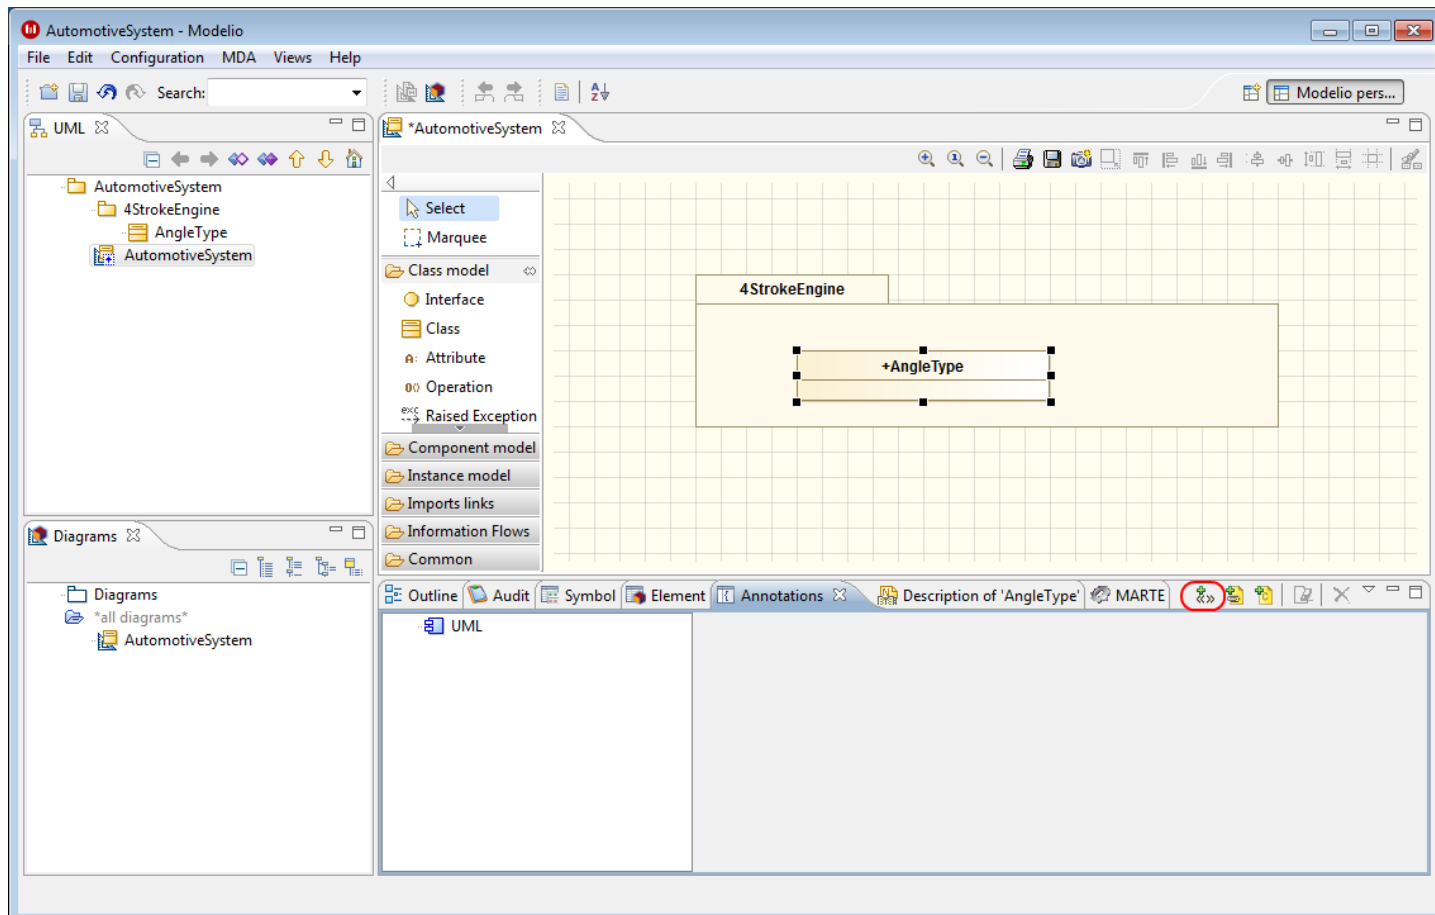 AutomotiveSystem - Modelio
File Edit Configuration MDA Views Help
Search:
Modelio pers...
UML
*AutomotiveSystem
AutomotiveSystem
4StrokeEngine
AngleType
AutomotiveSystem
Select
Marquee
Class model
Interface
Class
Attribute
Operation
Raised Exception
Component model
Instance model
Imports links
Information Flows
Common
4StrokeEngine
+AngleType
Diagrams
Diagrams
*all diagrams*
AutomotiveSystem
Outline Audit Symbol Element Annotations Description of 'AngleType' MARTE
UML